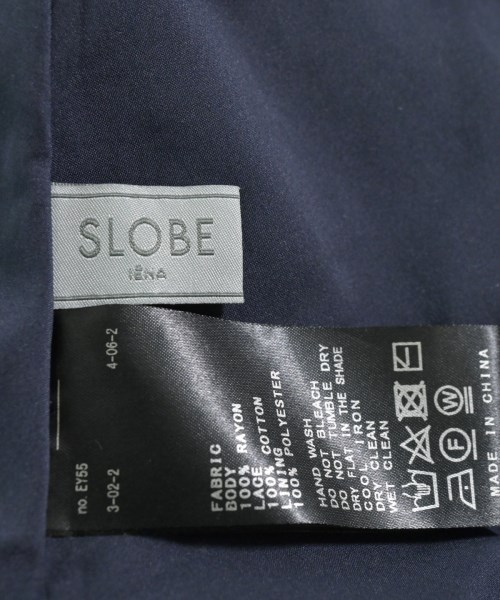 SLOBE
IÉNA
4-06-2
no. EY55
3-02-2
FABRIC
BODY
100% RAYON
LACE COTTON
100%
LINING
100% POLYESTER
HAND WASH
DO NOT BLEACH
DO NOT TUMBLE DRY
DRY FLAT IN THE SHADE
COOL IRON
DRY CLEAN
WET CLEAN
F
W
MADE IN CHINA